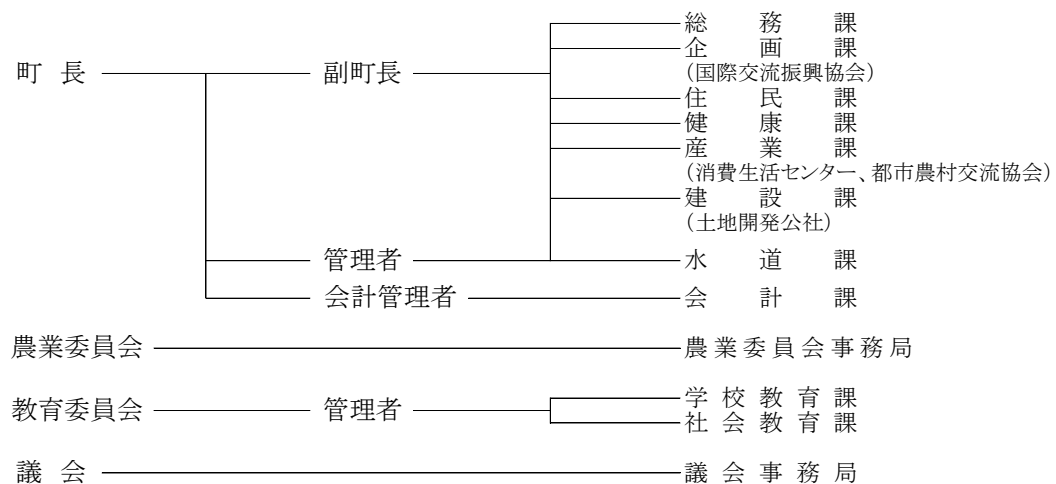 総務課
企画課
町長 副町長 (国際交流振興協会)
住民課
健康課
産業課
(消費生活センター、都市農村交流協会)
建設課
(土地開発公社)
管理者 水道課
会計管理者 会計課
農業委員会 農業委員会事務局
学校教育課
教育委員会 管理者
社会教育課
議会 議会事務局